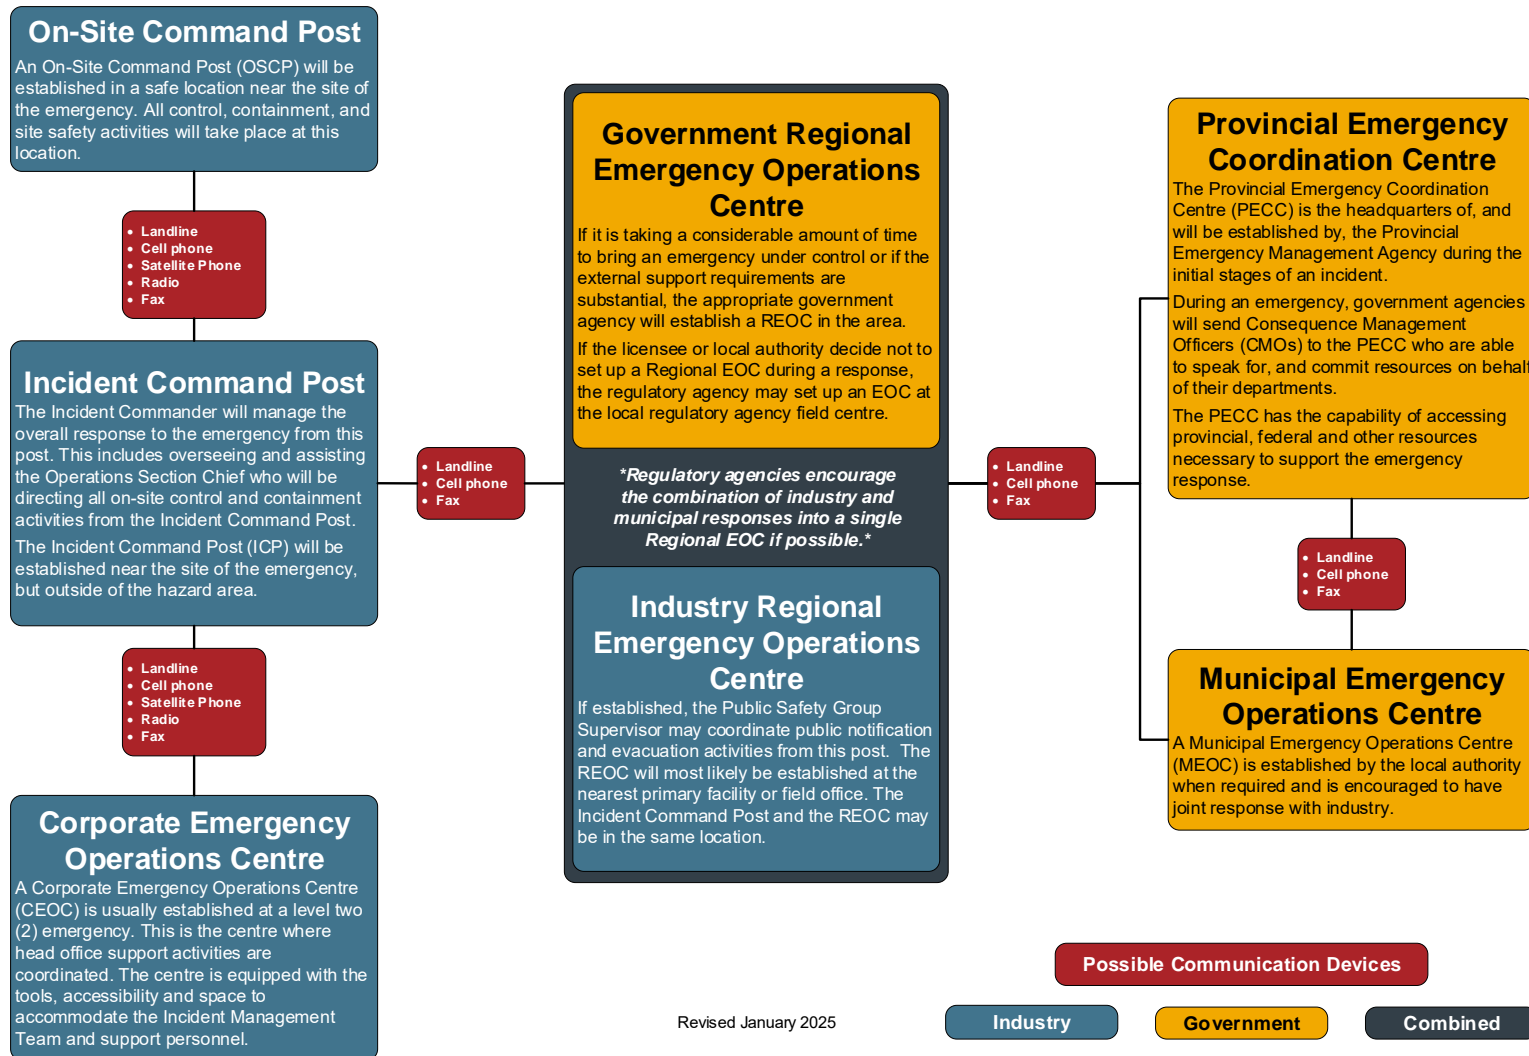 On-Site Command Post
An On-Site Command Post (OSCP) will be
established in a safe location near the site of
the emergency. All control, containment, and
site safety activities will take place at this
location.
• Landline
• Cell phone
• Satellite Phone
• Radio
• Fax
Incident Command Post
The Incident Commander will manage the
overall response to the emergency from this
post. This includes overseeing and assisting
the Operations Section Chief who will be
directing all on-site control and containment
activities from the Incident Command Post.
The Incident Command Post (ICP) will be
established near the site of the emergency,
but outside of the hazard area.
• Landline
• Cell phone
• Satellite Phone
• Radio
• Fax
Corporate Emergency
Operations Centre
A Corporate Emergency Operations Centre
(CEOC) is usually established at a level two
(2) emergency. This is the centre where
head office support activities are
coordinated. The centre is equipped with the
tools, accessibility and space to
accommodate the Incident Management
Team and support personnel.
• Landline
• Cell phone
• Fax
Government Regional
Emergency Operations
Centre
If it is taking a considerable amount of time
to bring an emergency under control or if the
external support requirements are
substantial, the appropriate government
agency will establish a REOC in the area.
If the licensee or local authority decide not to
set up a Regional EOC during a response,
the regulatory agency may set up an EOC at
the local regulatory agency field centre.
*Regulatory agencies encourage
the combination of industry and
municipal responses into a single
Regional EOC if possible.*
Industry Regional
Emergency Operations
Centre
If established, the Public Safety Group
Supervisor may coordinate public notification
and evacuation activities from this post. The
REOC will most likely be established at the
nearest primary facility or field office. The
Incident Command Post and the REOC may
be in the same location.
• Landline
• Cell phone
• Fax
Provincial Emergency
Coordination Centre
The Provincial Emergency Coordination
Centre (PECC) is the headquarters of, and
will be established by, the Provincial
Emergency Management Agency during the
initial stages of an incident.
During an emergency, government agencies
will send Consequence Management
Officers (CMOs) to the PECC who are able
to speak for, and commit resources on behalf
of their departments.
The PECC has the capability of accessing
provincial, federal and other resources
necessary to support the emergency
response.
• Landline
• Cell phone
• Fax
Municipal Emergency
Operations Centre
A Municipal Emergency Operations Centre
(MEOC) is established by the local authority
when required and is encouraged to have
joint response with industry.
Possible Communication Devices
Revised January 2025
Industry
Government
Combined